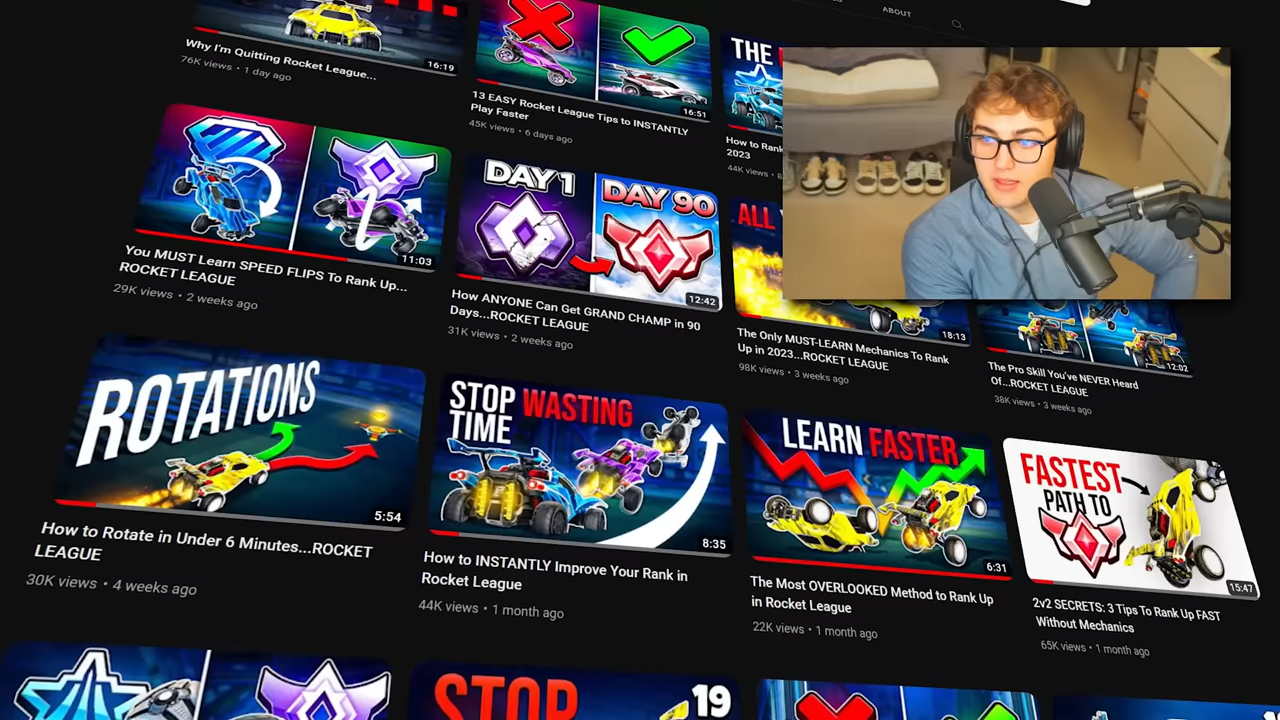 ABOUT
16:19
Why I'm Quitting Rocket League...
76K views • 1 day ago
16:51
13 EASY Rocket League Tips to INSTANTLY
Play Faster
45K views • 6 days ago
THE
How to Rank
2023
44K views •
11:03
You MUST Learn SPEED FLIPS To Rank Up...
ROCKET LEAGUE
29K views • 2 weeks ago
DAY 1
DAY 90
12:42
How ANYONE Can Get GRAND CHAMP in 90
Days...ROCKET LEAGUE
31K views • 2 weeks ago
ALL
18:13
The Only MUST-LEARN Mechanics To Rank
Up in 2023...ROCKET LEAGUE
98K views • 3 weeks ago
12:02
The Pro Skill You've NEVER Heard
Of...ROCKET LEAGUE
38K views • 3 weeks ago
ROTATIONS
5:54
How to Rotate in Under 6 Minutes...ROCKET
LEAGUE
30K views • 4 weeks ago
STOP WASTING
TIME
8:35
How to INSTANTLY Improve Your Rank in
Rocket League
44K views • 1 month ago
LEARN FASTER
6:31
The Most OVERLOOKED Method to Rank Up
in Rocket League
22K views • 1 month ago
FASTEST
PATH TO
15:47
2v2 SECRETS: 3 Tips To Rank Up FAST
Without Mechanics
65K views • 1 month ago
STOP
19